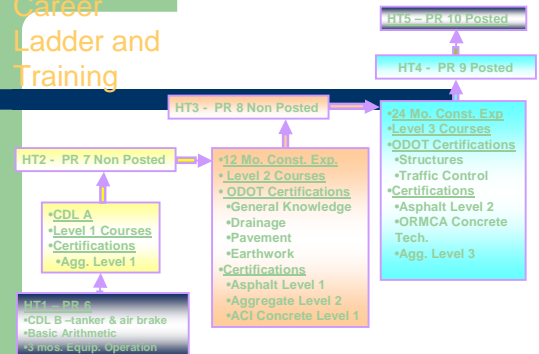 Career
Ladder and
Training
HT5 – PR 10 Posted
HT4 - PR 9 Posted
HT3 - PR 8 Non Posted
•24 Mo. Const. Exp
•Level 3 Courses
•ODOT Certifications
•Structures
•Traffic Control
•Certifications
•Asphalt Level 2
•ORMCA Concrete
Tech.
•Agg. Level 3
HT2 - PR 7 Non Posted
•12 Mo. Const. Exp.
• Level 2 Courses
• ODOT Certifications
•General Knowledge
•Drainage
•Pavement
•Earthwork
•Certifications
•Asphalt Level 1
•Aggregate Level 2
•ACI Concrete Level 1
•CDL A
•Level 1 Courses
•Certifications
•Agg. Level 1
HT1 – PR 6
•CDL B –tanker & air brake
•Basic Arithmetic
•3 mos. Equip. Operation